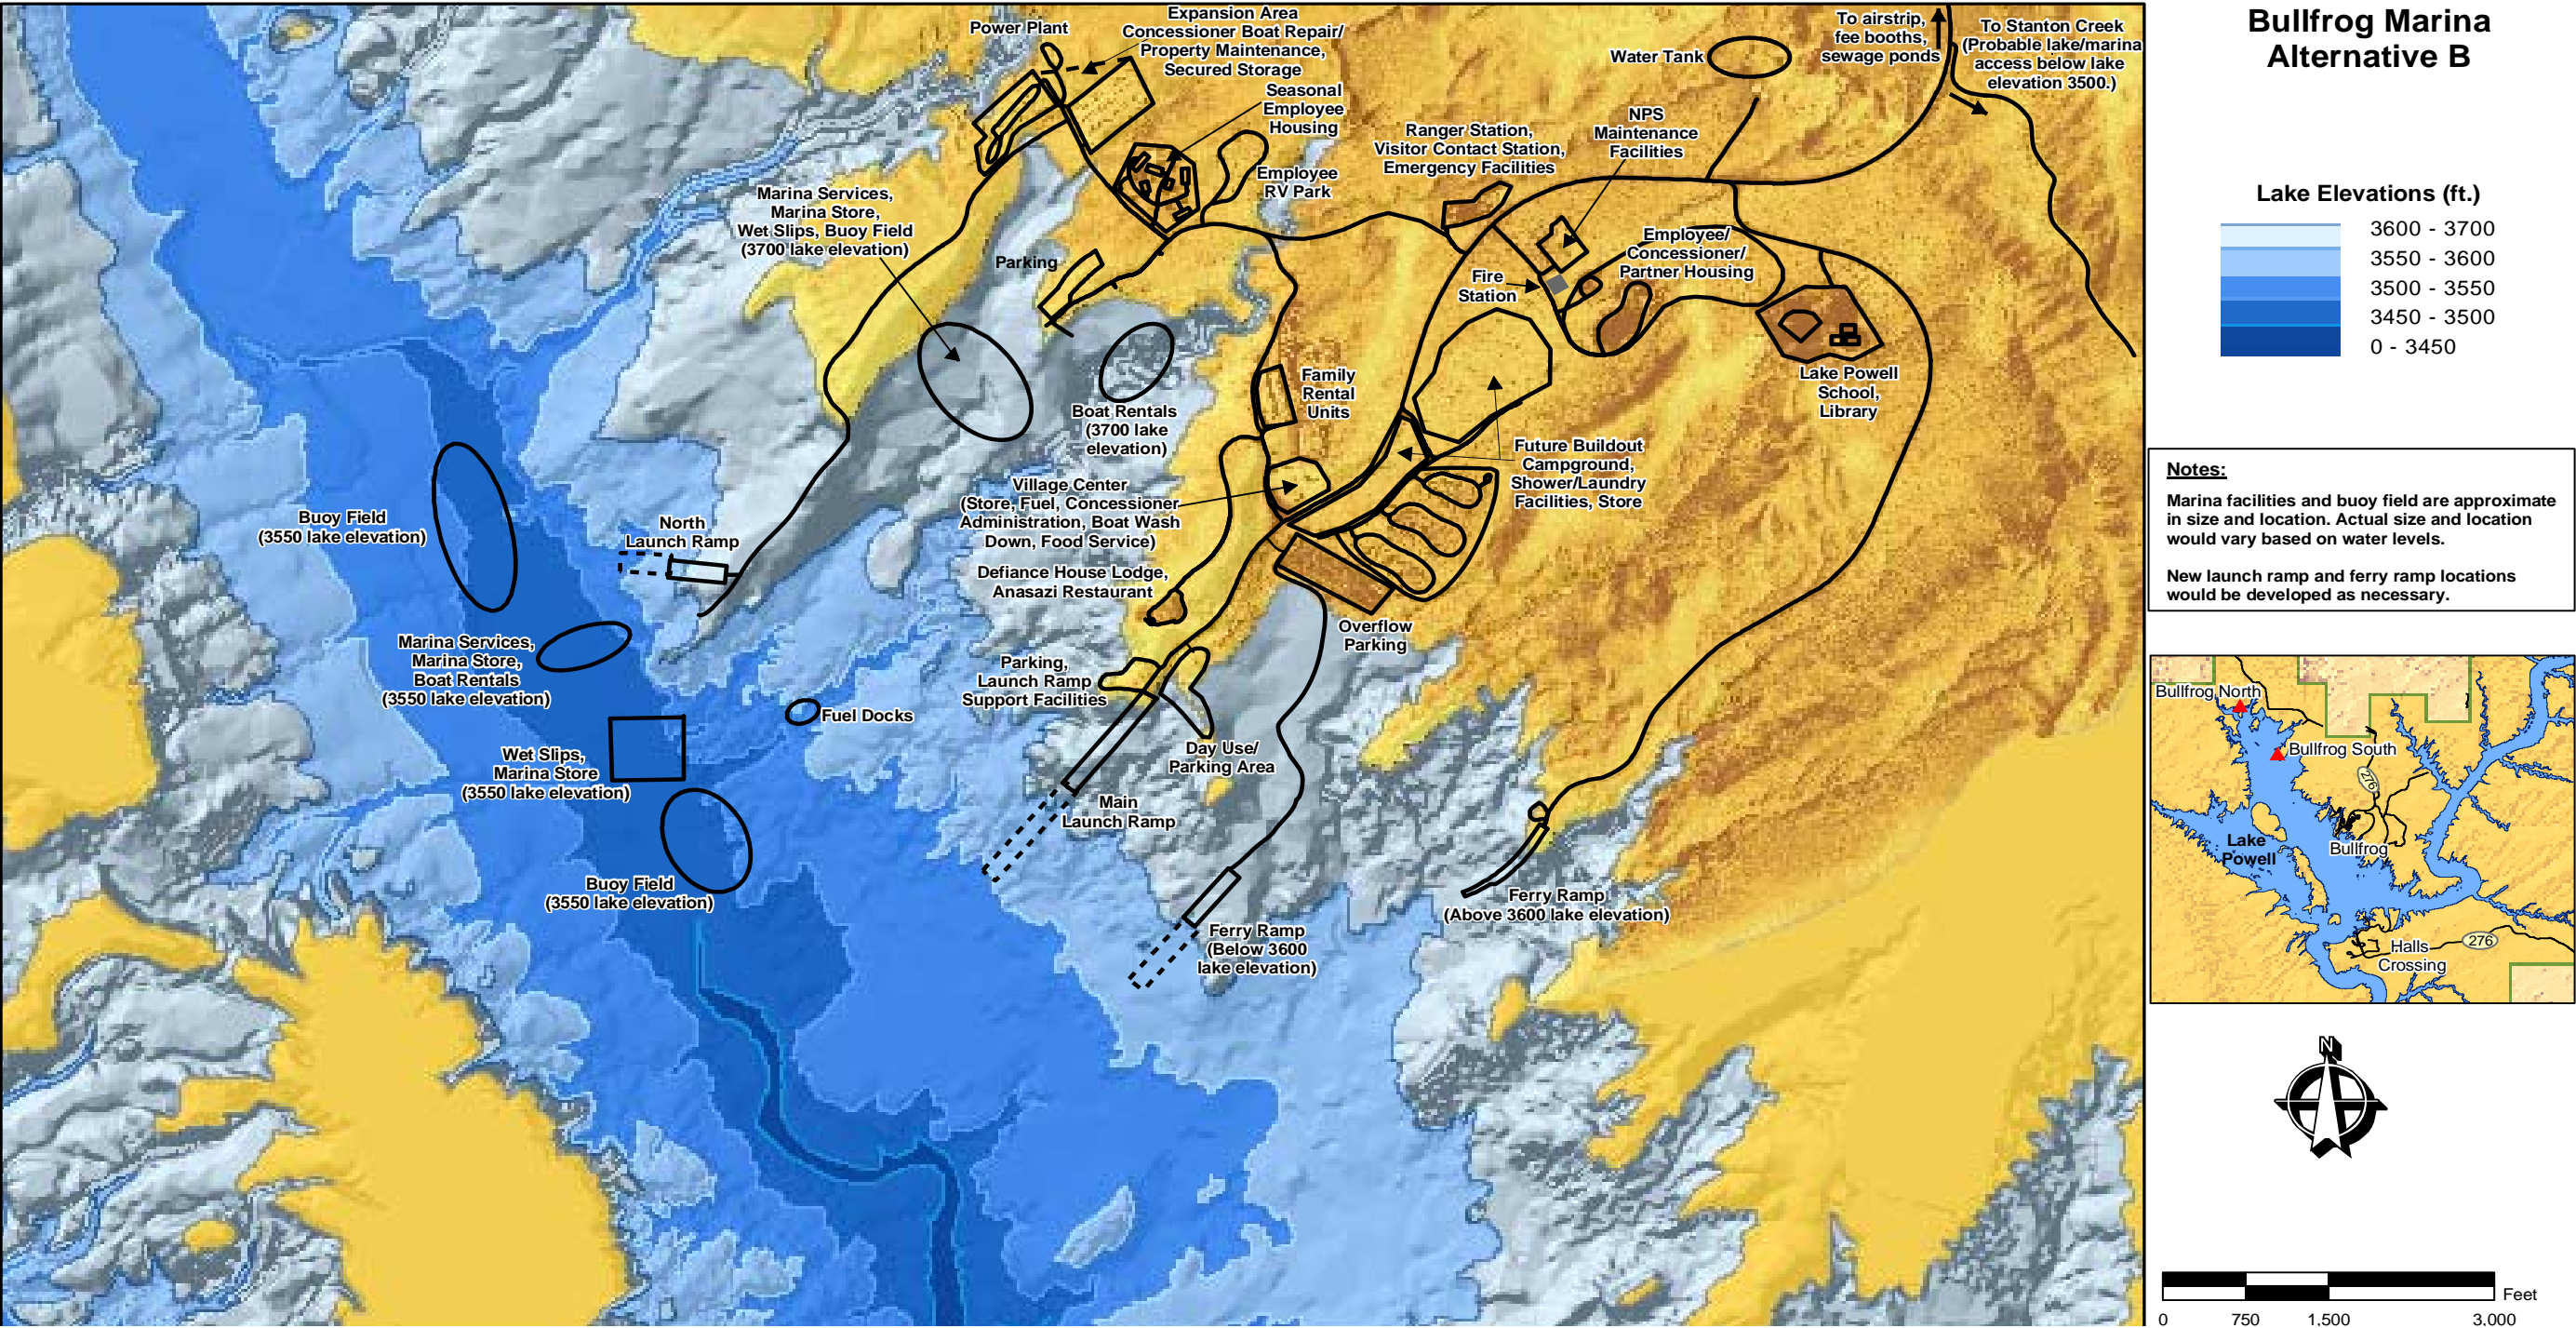 Power Plant
Expansion Area
Concessioner Boat Repair/
Property Maintenance,
Secured Storage
Seasonal
Employee
Housing
Employee
RV Park
Water Tank
To airstrip,
fee booths,
sewage ponds
To Stanton Creek
(Probable lake/marina
access below lake
elevation 3500.)
Ranger Station,
Visitor Contact Station,
Emergency Facilities
NPS
Maintenance
Facilities
Marina Services,
Marina Store,
Wet Slips, Buoy Field
(3700 lake elevation)
Parking
Employee/
Concessioner/
Partner Housing
Fire
Station
Boat Rentals
(3700 lake
elevation)
Family
Rental
Units
Lake Powell
School,
Library
Future Buildout
Campground,
Shower/Laundry
Facilities, Store
Village Center
(Store, Fuel, Concessioner
Administration, Boat Wash
Down, Food Service)
Buoy Field
(3550 lake elevation)
North
Launch Ramp
Defiance House Lodge,
Anasazi Restaurant
Overflow
Parking
Marina Services,
Marina Store,
Boat Rentals
(3550 lake elevation)
Parking,
Launch Ramp
Support Facilities
Fuel Docks
Day Use/
Parking Area
Wet Slips,
Marina Store
(3550 lake elevation)
Main
Launch Ramp
Buoy Field
(3550 lake elevation)
Ferry Ramp
(Above 3600 lake elevation)
Ferry Ramp
(Below 3600
lake elevation)
Bullfrog Marina
Alternative B
Lake Elevations (ft.)
3600 - 3700
3550 - 3600
3500 - 3550
3450 - 3500
0 - 3450
Notes:
Marina facilities and buoy field are approximate
in size and location. Actual size and location
would vary based on water levels.
New launch ramp and ferry ramp locations
would be developed as necessary.
Bullfrog North
Bullfrog South
276
Lake
Powell
Bullfrog
Halls
Crossing
276
N
Feet
0 750 1,500 3,000